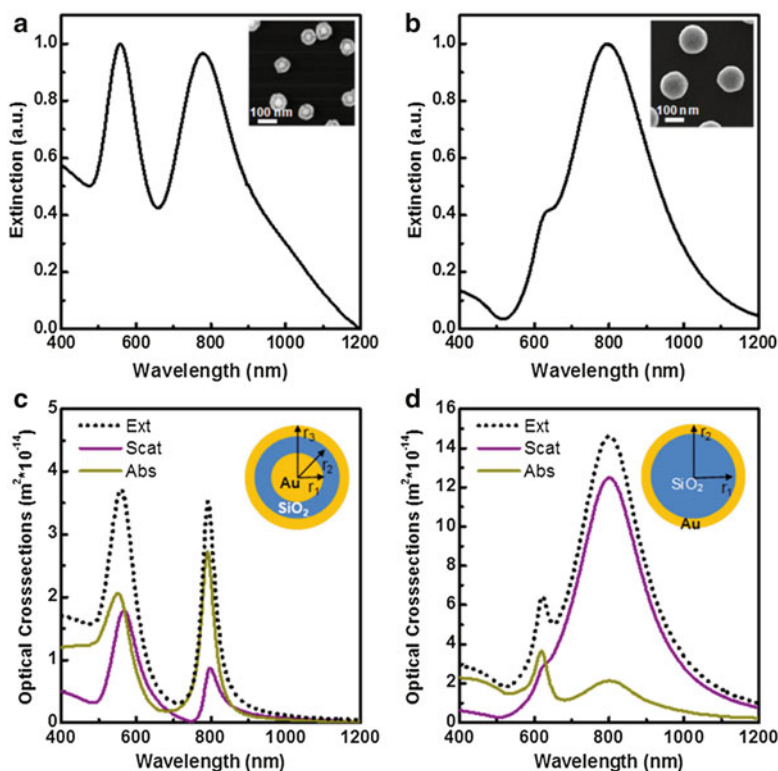 a
Extinction (a.u.)
1.0
0.8
0.6
0.4
0.2
0.0
400 600 800 1000 1200
Wavelength (nm)
100 nm
b
Extinction (a.u.)
1.0
0.8
0.6
0.4
0.2
0.0
400 600 800 1000 1200
Wavelength (nm)
100 nm
c
Optical Crosssections (m²*10⁻¹⁴)
5
4
3
2
1
0
400 600 800 1000 1200
Wavelength (nm)
Ext
Scat
Abs
r₃
r₂
Au
r₁
SiO₂
d
Optical Crosssections (m²*10⁻¹⁴)
16
14
12
10
8
6
4
2
0
400 600 800 1000 1200
Wavelength (nm)
Ext
Scat
Abs
r₂
SiO₂
r₁
Au